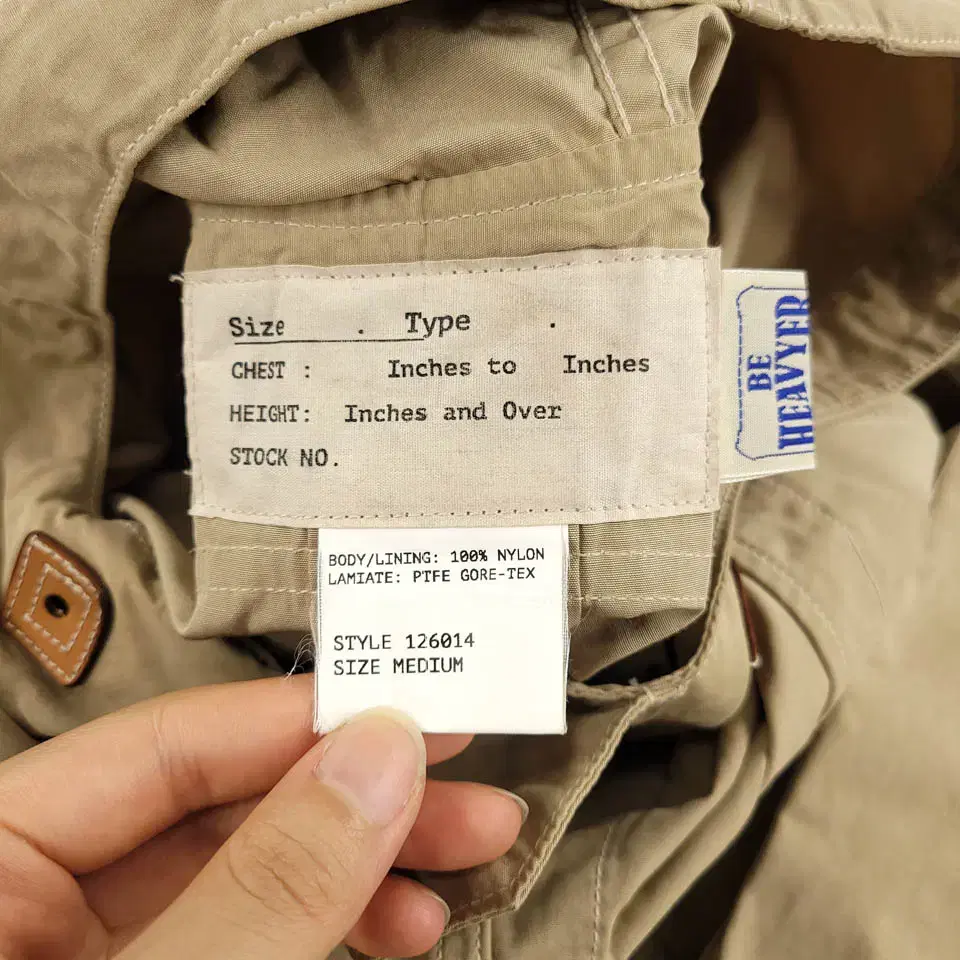 Size . Type .
CHEST : Inches to Inches
HEIGHT: Inches and Over
STOCK NO.
BE
HEAVYER
BODY/LINING: 100% NYLON
LAMIATE: PTFE GORE-TEX
STYLE 126014
SIZE MEDIUM